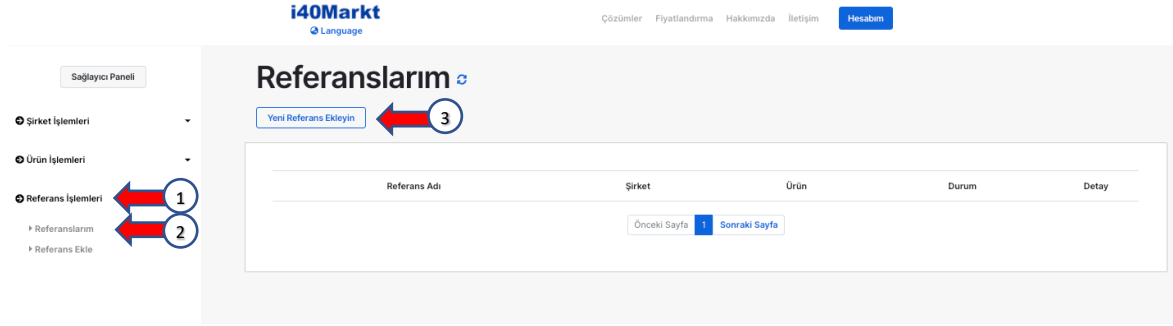 i40Markt
Language
Çözümler Fiyatlandırma Hakkımızda İletişim Hesabım
Sağlayıcı Paneli
Şirket İşlemleri
Ürün İşlemleri
Referans İşlemleri 1
Referanslarım 2
Referans Ekle
Referanslarım
Yeni Referans Ekleyin 3
Referans Adı Şirket Ürün Durum Detay
Önceki Sayfa 1 Sonraki Sayfa